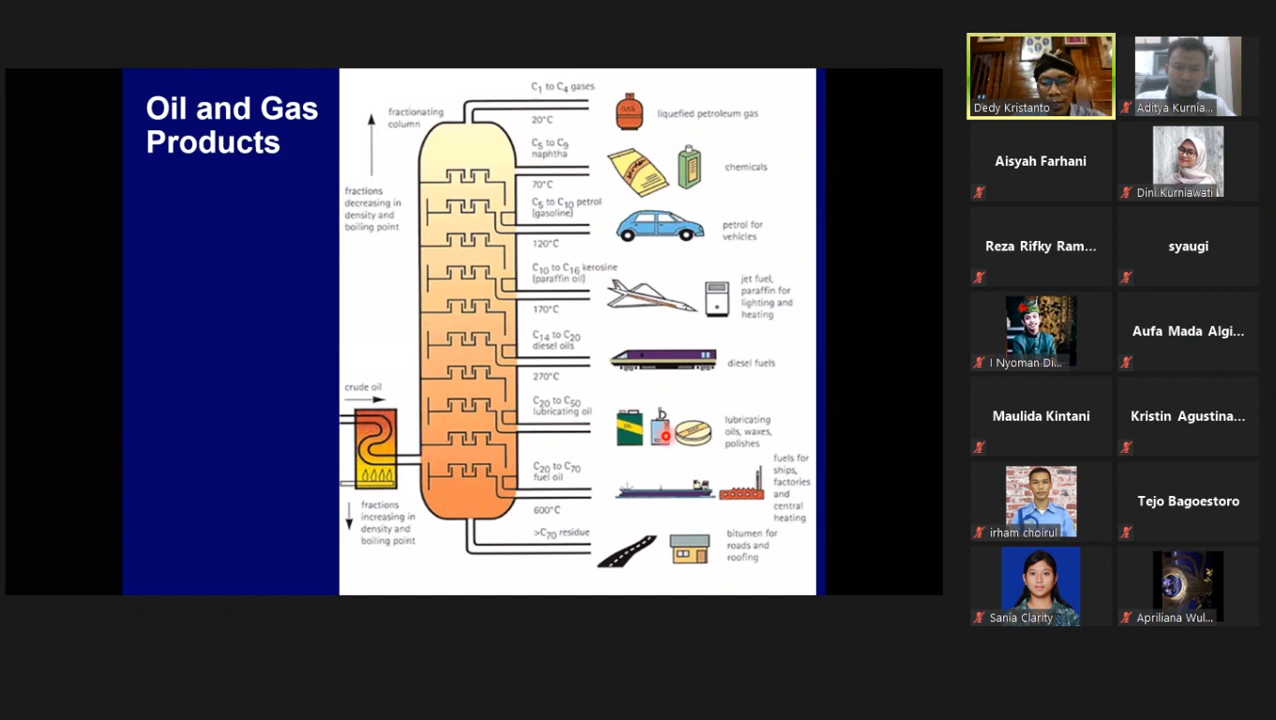 Oil and Gas
Products
fractionating
column
fractions
decreasing in
density and
boiling point
crude oil
fractions
increasing in
density and
boiling point
C₁ to C₄ gases
20°C
C₅ to C₉
naphtha
70°C
C₅ to C₁₀ petrol
(gasoline)
120°C
C₁₀ to C₁₆ kerosine
(paraffin oil)
170°C
C₁₄ to C₂₀
diesel oils
270°C
C₂₀ to C₅₀
lubricating oil
C₂₀ to C₇₀
fuel oil
600°C
>C₇₀ residue
GAS
liquefied petroleum gas
chemicals
petrol for
vehicles
jet fuel,
paraffin for
lighting and
heating
diesel fuels
OIL
lubricating
oils, waxes,
polishes
fuels for
ships,
factories
and
central
heating
bitumen for
roads and
roofing
Dedy Kristanto
Aditya Kurnia...
Aisyah Farhani
Dini Kurniawati
Reza Rifky Ram...
syaugi
I Nyoman Di...
Aufa Mada Algi...
Maulida Kintani
Kristin Agustina...
irham choirul
Tejo Bagoestoro
Sania Clarity
Apriliana Wul...